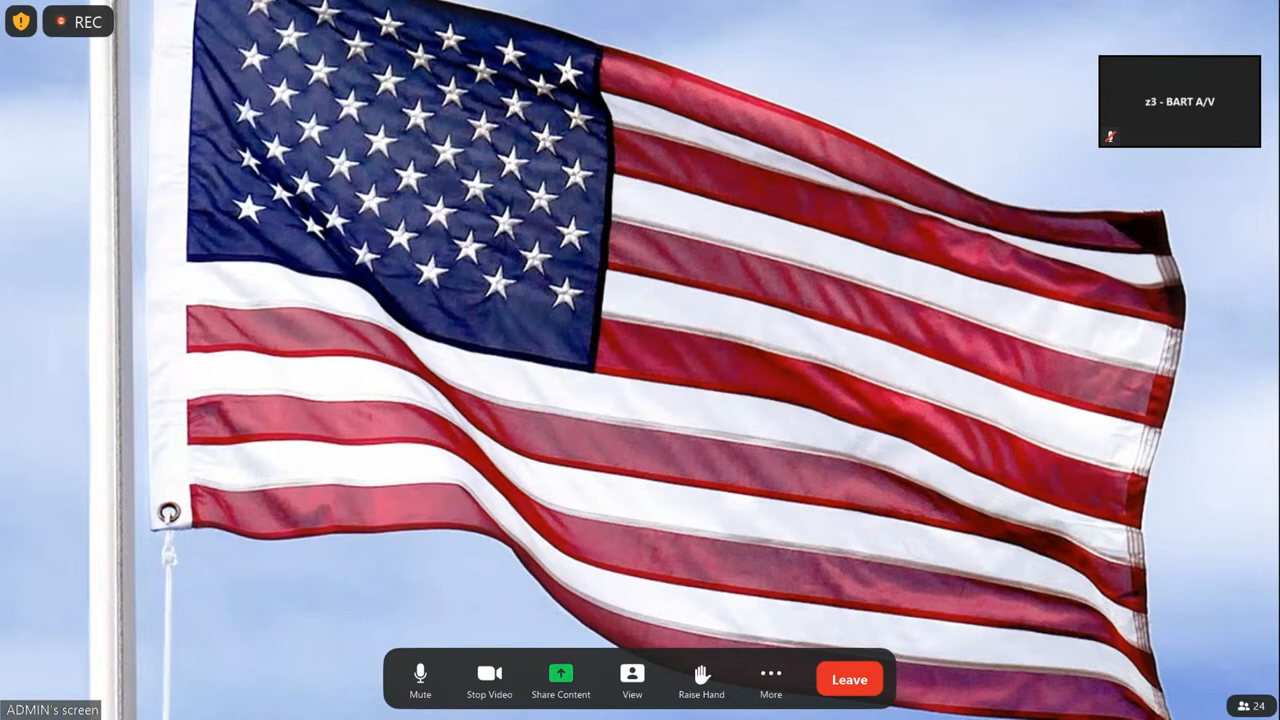 REC
z3 - BART A/V
Mute
Stop Video
Share Content
View
Raise Hand
More
Leave
ADMIN's screen
24